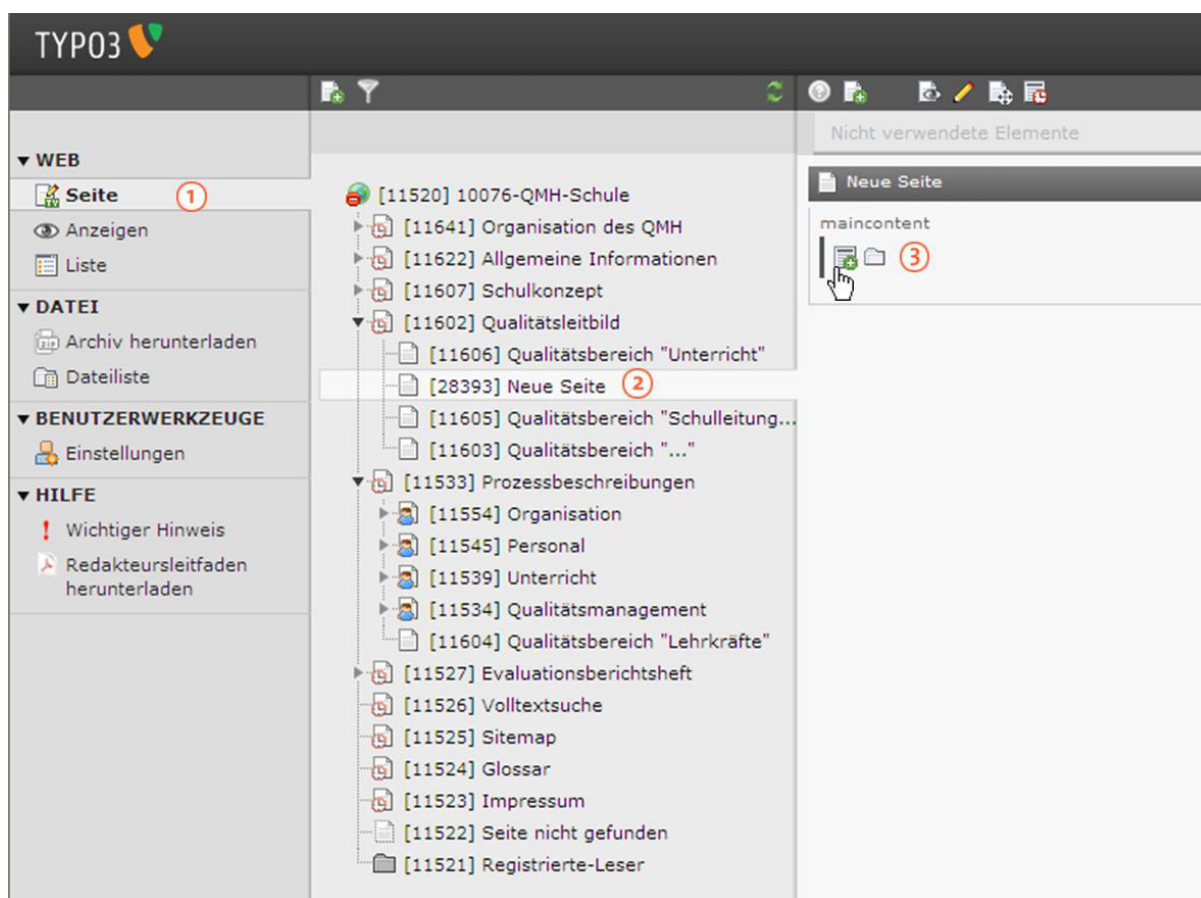 TYPO3
WEB
Seite
1
Anzeigen
Liste
DATEI
Archiv herunterladen
Dateiliste
BENUTZERWERKZEUGE
Einstellungen
HILFE
Wichtiger Hinweis
Redakteursleitfaden
herunterladen
[11520] 10076-QMH-Schule
[11641] Organisation des QMH
[11622] Allgemeine Informationen
[11607] Schulkonzept
[11602] Qualitätsleitbild
[11606] Qualitätsbereich "Unterricht"
[28393] Neue Seite
2
[11605] Qualitätsbereich "Schulleitung...
[11603] Qualitätsbereich "..."
[11533] Prozessbeschreibungen
[11554] Organisation
[11545] Personal
[11539] Unterricht
[11534] Qualitätsmanagement
[11604] Qualitätsbereich "Lehrkräfte"
[11527] Evaluationsberichtsheft
[11526] Volltextsuche
[11525] Sitemap
[11524] Glossar
[11523] Impressum
[11522] Seite nicht gefunden
[11521] Registrierte-Leser
Nicht verwendete Elemente
Neue Seite
maincontent
3